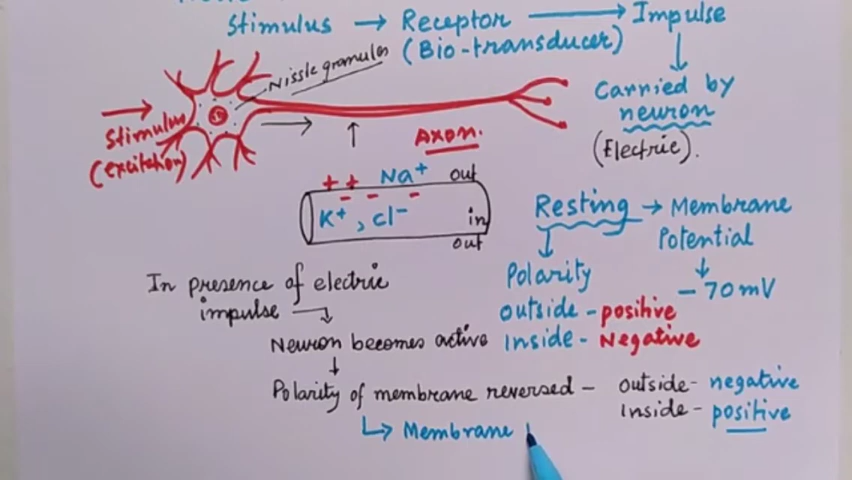 Stimulus → Receptor → Impulse
(Bio-transducer)
Nissle granules
Carried by
neuron
(Electric).
Stimulus
(excitation)
Axon.
+ + Na+ out
K+, Cl- in
out
Resting → Membrane
Potential
- 70mV
Polarity
outside - positive
Inside - Negative
In presence of electric
impulse
Neuron becomes active
Polarity of membrane reversed - outside - negative
Inside - positive
Membrane